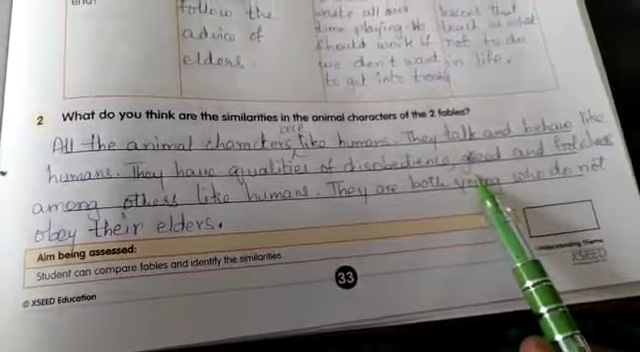 end?
follow the
advice of
elders
waste all our
time playing. We
should work if
we don't want
to get into
lesson that
teach us what
not to do
in life.
2 What do you think are the similarities in the animal characters of the 2 fables?
are
All the animal characters like humans. They talk and behave like
humans. They have qualities of disobedience, and
among others like humans. They are both young who do not
obey their elders.
Aim being assessed:
Student can compare fables and identify the similarities
Understanding Theme
XSEED
33
© XSEED Education